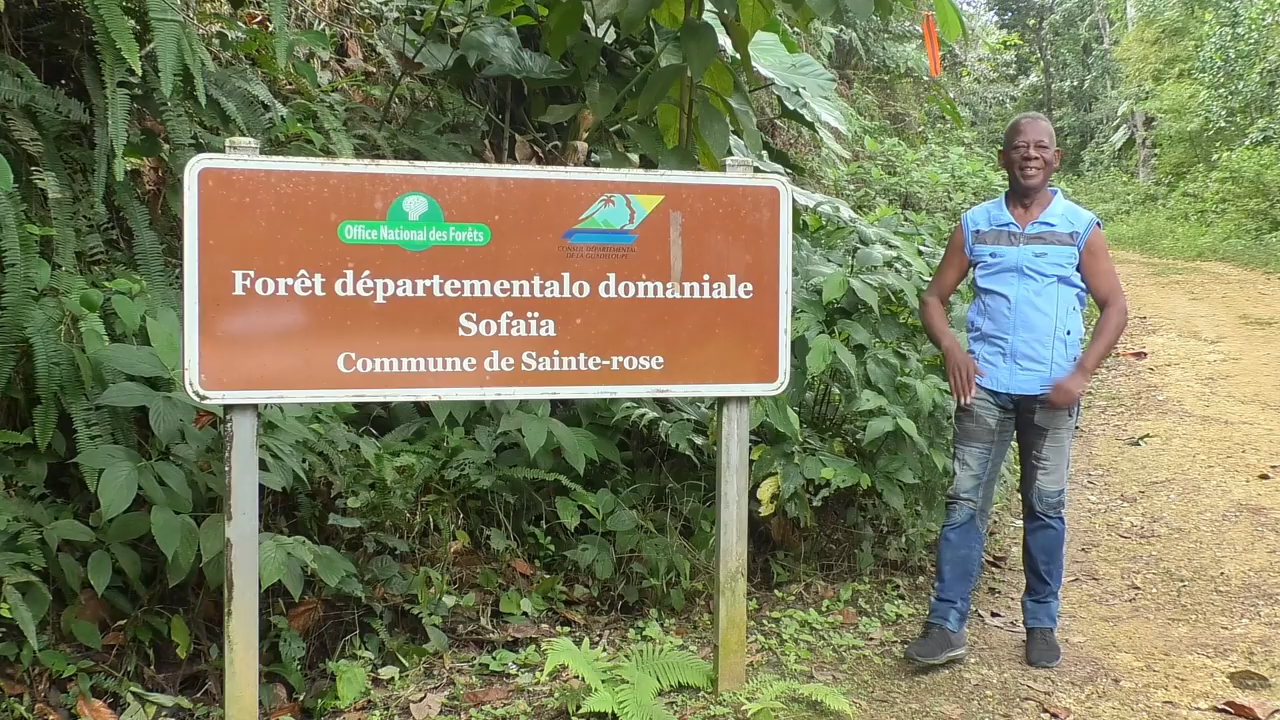 Office National des Forêts
CONSEIL DÉPARTEMENTAL
DE LA GUADELOUPE
Forêt départementalo domaniale
Sofaïa
Commune de Sainte-rose